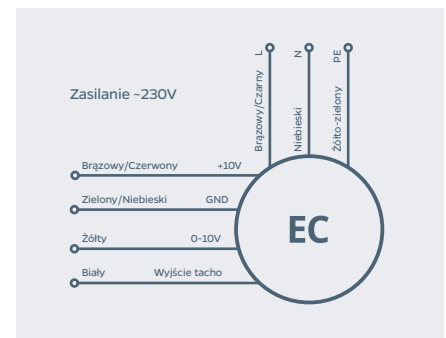 L
N
PE
Brązowy/Czarny
Niebieski
Żółto-zielony
Zasilanie ~230V
Brązowy/Czerwony +10V
Zielony/Niebieski GND
Żółty 0-10V
Biały Wyjście tacho
EC